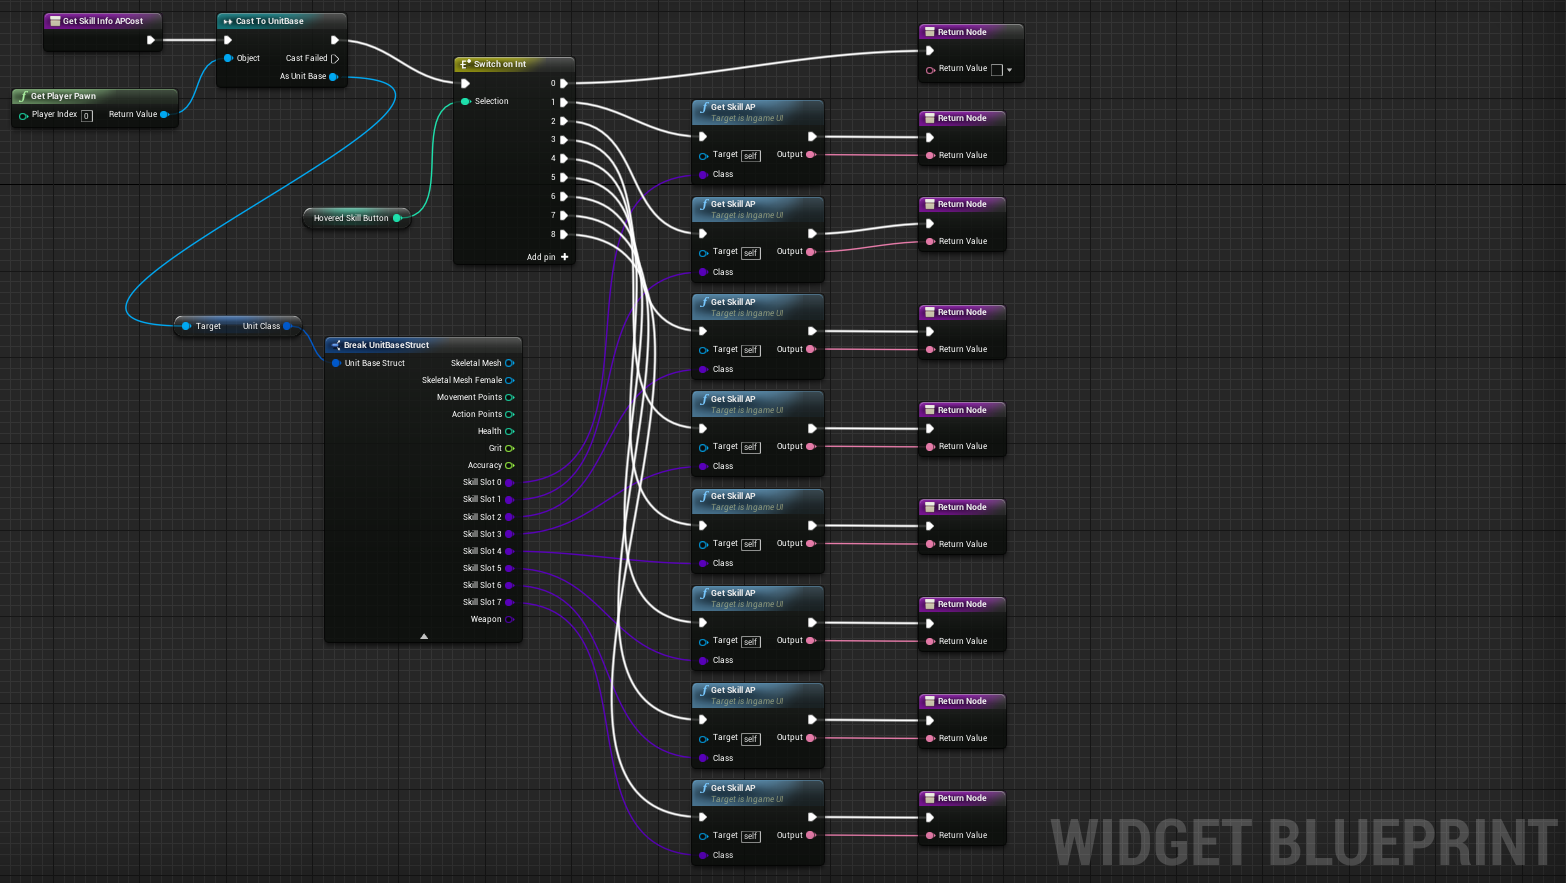 Get Skill Info APCost
Cast To UnitBase
Object
Cast Failed
As Unit Base
Get Player Pawn
Player Index 0
Return Value
Switch on Int
Selection
0
1
2
3
4
5
6
7
8
Add pin
Hovered Skill Button
Target
Unit Class
Break UnitBaseStruct
Unit Base Struct
Skeletal Mesh
Skeletal Mesh Female
Movement Points
Action Points
Health
Grit
Accuracy
Skill Slot 0
Skill Slot 1
Skill Slot 2
Skill Slot 3
Skill Slot 4
Skill Slot 5
Skill Slot 6
Skill Slot 7
Weapon
Return Node
Return Value
Get Skill AP
Target is Ingame UI
Target self
Output
Class
Return Node
Return Value
Get Skill AP
Target is Ingame UI
Target self
Output
Class
Return Node
Return Value
Get Skill AP
Target is Ingame UI
Target self
Output
Class
Return Node
Return Value
Get Skill AP
Target is Ingame UI
Target self
Output
Class
Return Node
Return Value
Get Skill AP
Target is Ingame UI
Target self
Output
Class
Return Node
Return Value
Get Skill AP
Target is Ingame UI
Target self
Output
Class
Return Node
Return Value
Get Skill AP
Target is Ingame UI
Target self
Output
Class
Return Node
Return Value
Get Skill AP
Target is Ingame UI
Target self
Output
Class
Return Node
Return Value
WIDGET BLUEPRINT